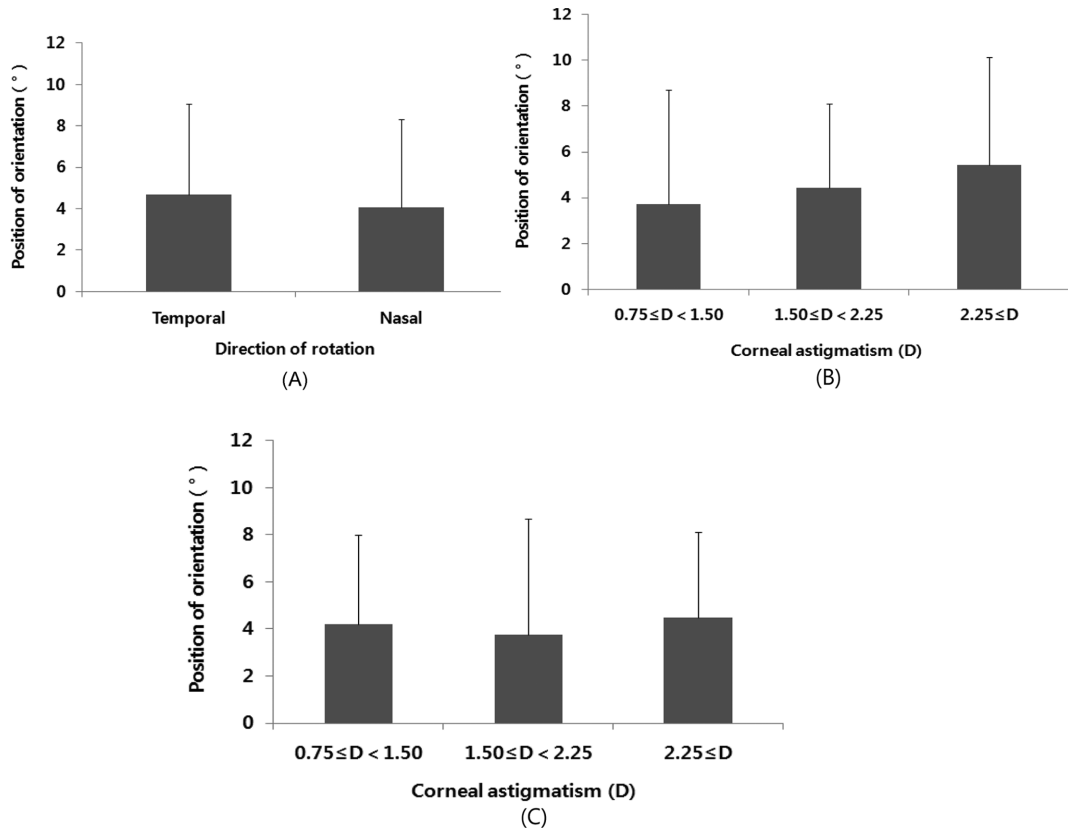 12
10
8
6
4
2
0
Position of orientation ( ° )
Temporal Nasal
Direction of rotation
(A)
12
10
8
6
4
2
0
Position of orientation ( ° )
0.75≤D < 1.50 1.50≤D < 2.25 2.25≤D
Corneal astigmatism (D)
(B)
12
10
8
6
4
2
0
Position of orientation ( ° )
0.75≤D < 1.50 1.50≤D < 2.25 2.25≤D
Corneal astigmatism (D)
(C)